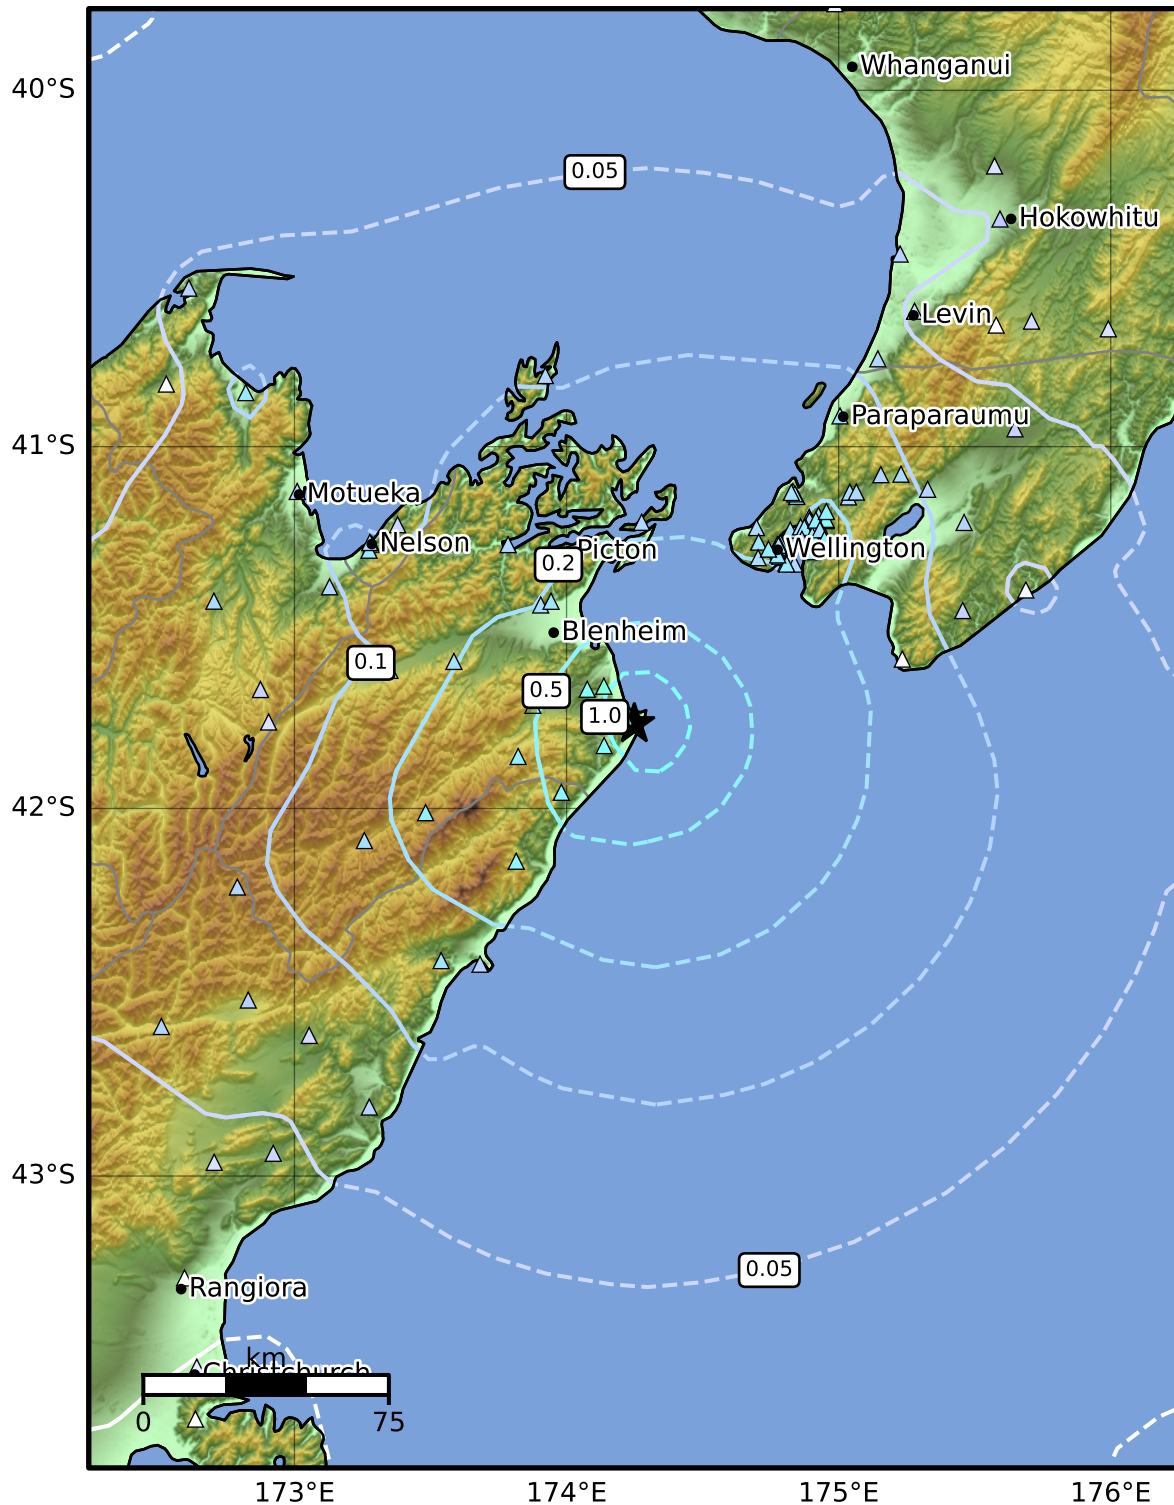 Whanganui
40°S
0.05
Hokowhitu
Levin
Paraparaumu
41°S
Motueka
Nelson
Picton
Wellington
0.2
Blenheim
0.1
0.5
1.0
42°S
43°S
0.05
Rangiora
km
Christchurch
0 75
173°E 174°E 175°E 176°E